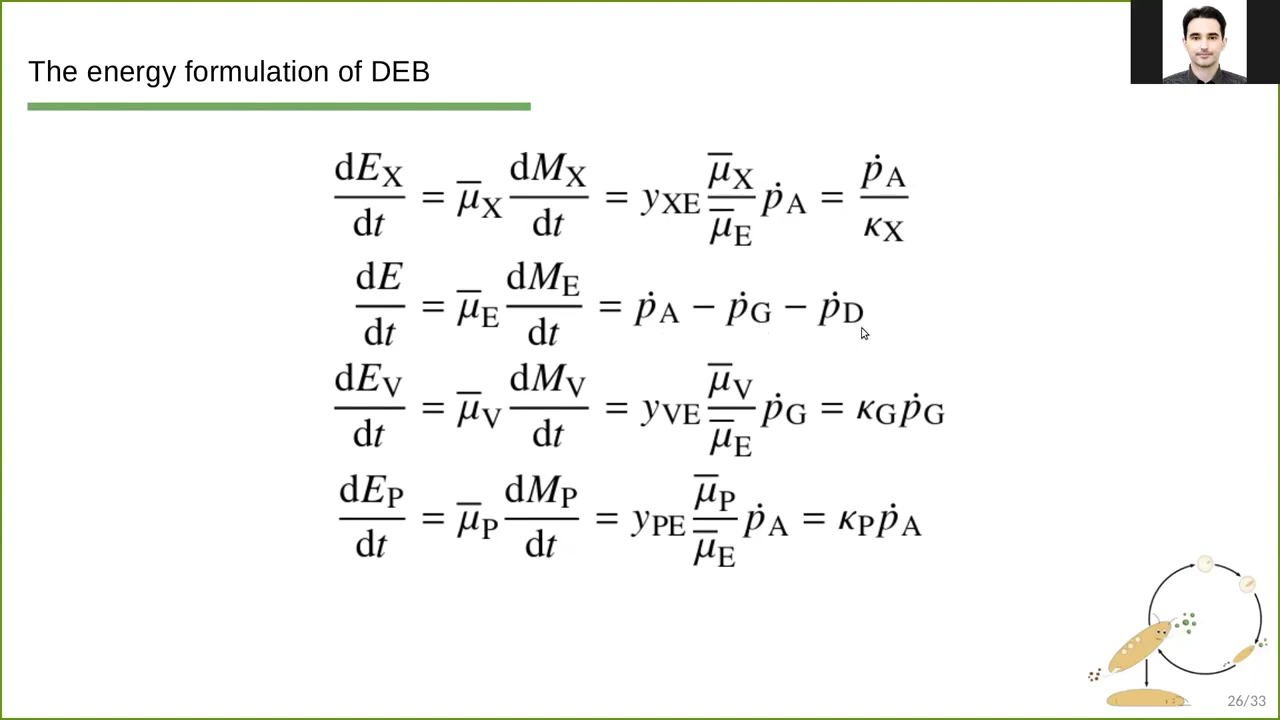 The energy formulation of DEB
dE_X/dt = μ̅_X dM_X/dt = y_XE μ̅_X/μ̅_E ṗ_A = ṗ_A/κ_X
dE/dt = μ̅_E dM_E/dt = ṗ_A − ṗ_G − ṗ_D
dE_V/dt = μ̅_V dM_V/dt = y_VE μ̅_V/μ̅_E ṗ_G = κ_G ṗ_G
dE_P/dt = μ̅_P dM_P/dt = y_PE μ̅_P/μ̅_E ṗ_A = κ_P ṗ_A
26/33